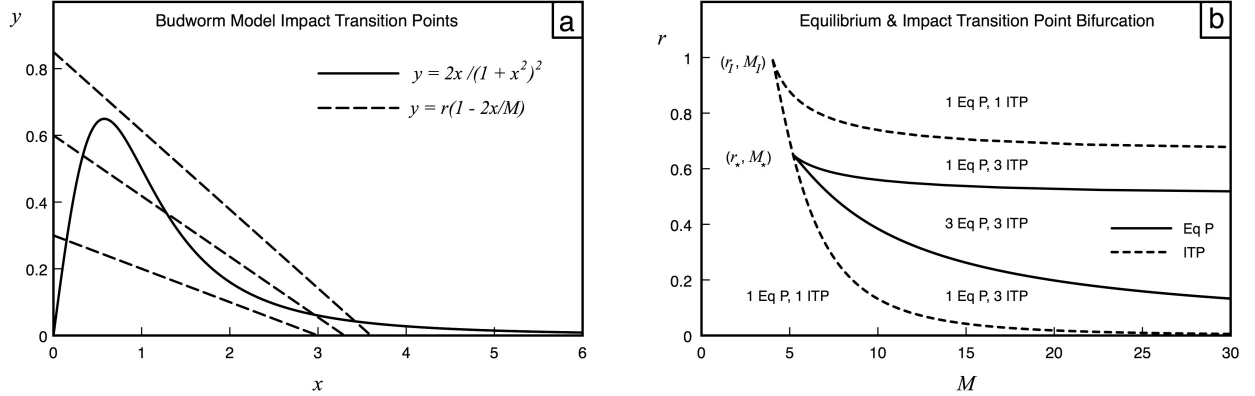 Budworm Model Impact Transition Points
a
y
y = 2x /(1 + x²)²
y = r(1 - 2x/M)
0.8
0.6
0.4
0.2
0
0 1 2 3 4 5 6
x
Equilibrium & Impact Transition Point Bifurcation
b
r
1
0.8
0.6
0.4
0.2
0
(r_I, M_I)
1 Eq P, 1 ITP
(r⋆, M⋆)
1 Eq P, 3 ITP
3 Eq P, 3 ITP
Eq P
ITP
1 Eq P, 1 ITP
1 Eq P, 3 ITP
0 5 10 15 20 25 30
M